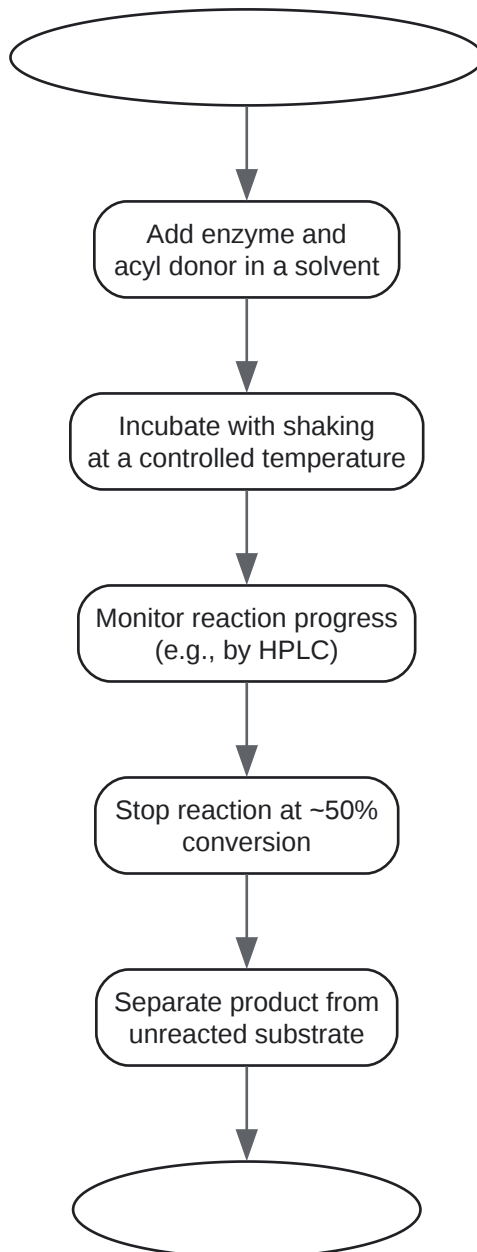 Add enzyme and
acyl donor in a solvent
Incubate with shaking
at a controlled temperature
Monitor reaction progress
(e.g., by HPLC)
Stop reaction at ~50%
conversion
Separate product from
unreacted substrate